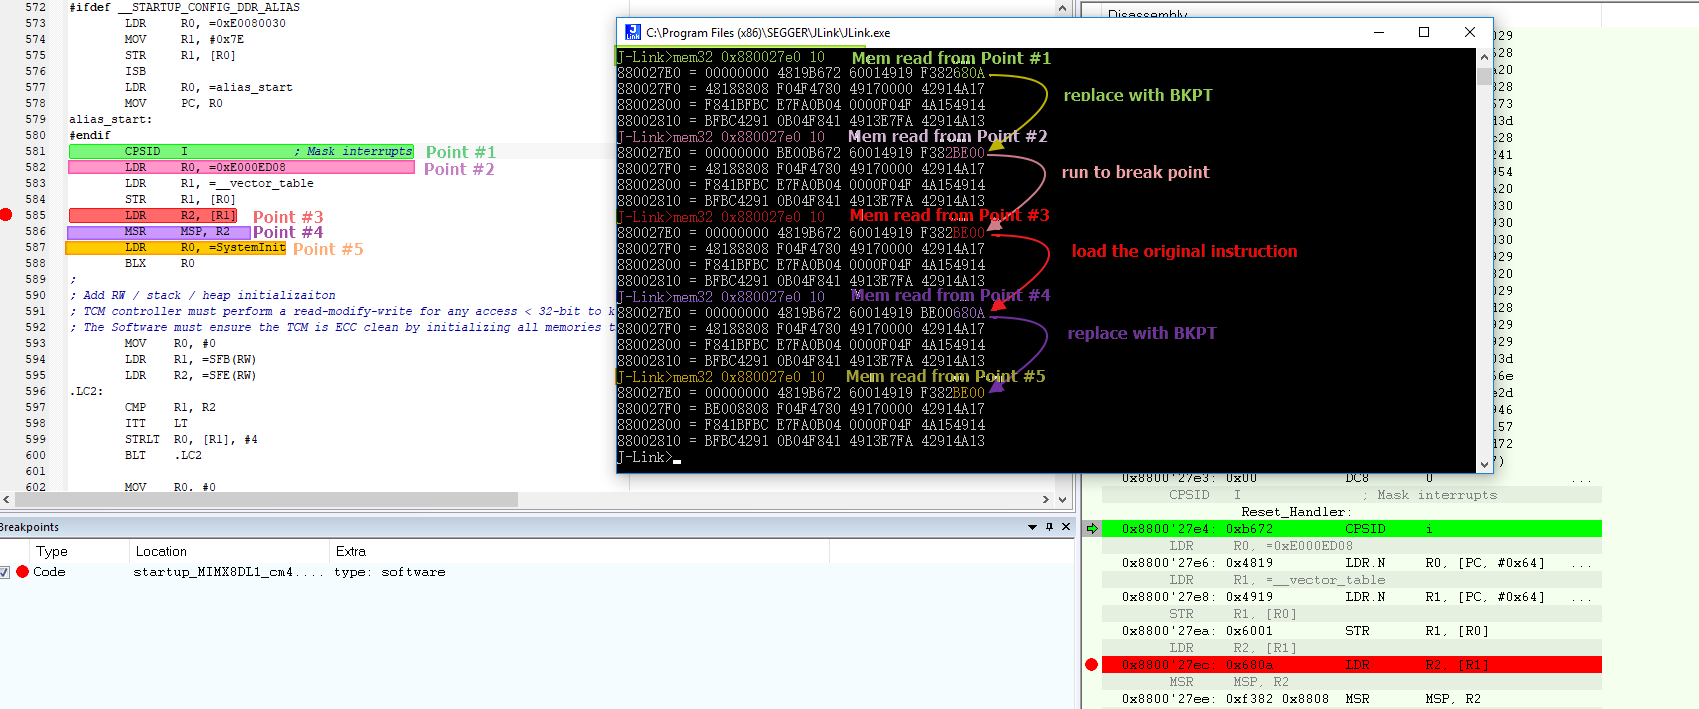 572 #ifdef __STARTUP_CONFIG_DDR_ALIAS
573 LDR R0, =0xE0080030
574 MOV R1, #0x7E
575 STR R1, [R0]
576 ISB
577 LDR R0, =alias_start
578 MOV PC, R0
579 alias_start:
580 #endif
581 CPSID I ; Mask interrupts Point #1
582 LDR R0, =0xE000ED08 Point #2
583 LDR R1, =__vector_table
584 STR R1, [R0]
585 LDR R2, [R1] Point #3
586 MSR MSP, R2 Point #4
587 LDR R0, =SystemInit Point #5
588 BLX R0
589 ;
590 ; Add RW / stack / heap initializaiton
591 ; TCM controller must perform a read-modify-write for any access < 32-bit to k
592 ; The Software must ensure the TCM is ECC clean by initializing all memories t
593 MOV R0, #0
594 LDR R1, =SFB(RW)
595 LDR R2, =SFE(RW)
596 .LC2:
597 CMP R1, R2
598 ITT LT
599 STRLT R0, [R1], #4
600 BLT .LC2
601
602 MOV R0, #0
C:\Program Files (x86)\SEGGER\JLink\JLink.exe
J-Link>mem32 0x880027e0 10 Mem read from Point #1
880027E0 = 00000000 4819B672 60014919 F382680A
880027F0 = 48188808 F04F4780 49170000 42914A17
88002800 = F841BFBC E7FA0B04 0000F04F 4A154914
88002810 = BFBC4291 0B04F841 4913E7FA 42914A13
replace with BKPT
J-Link>mem32 0x880027e0 10 Mem read from Point #2
880027E0 = 00000000 BE00B672 60014919 F382BE00
880027F0 = 48188808 F04F4780 49170000 42914A17
88002800 = F841BFBC E7FA0B04 0000F04F 4A154914
88002810 = BFBC4291 0B04F841 4913E7FA 42914A13
run to break point
J-Link>mem32 0x880027e0 10 Mem read from Point #3
880027E0 = 00000000 4819B672 60014919 F382BE00
880027F0 = 48188808 F04F4780 49170000 42914A17
88002800 = F841BFBC E7FA0B04 0000F04F 4A154914
88002810 = BFBC4291 0B04F841 4913E7FA 42914A13
load the original instruction
J-Link>mem32 0x880027e0 10 Mem read from Point #4
880027E0 = 00000000 4819B672 60014919 BE00680A
880027F0 = 48188808 F04F4780 49170000 42914A17
88002800 = F841BFBC E7FA0B04 0000F04F 4A154914
88002810 = BFBC4291 0B04F841 4913E7FA 42914A13
replace with BKPT
J-Link>mem32 0x880027e0 10 Mem read from Point #5
880027E0 = 00000000 4819B672 60014919 F382BE00
880027F0 = BE008808 F04F4780 49170000 42914A17
88002800 = F841BFBC E7FA0B04 0000F04F 4A154914
88002810 = BFBC4291 0B04F841 4913E7FA 42914A13
J-Link>
Disassembly
0x8800'27e3: 0x00 DC8 0 ...
CPSID I ; Mask interrupts
Reset_Handler:
0x8800'27e4: 0xb672 CPSID i
LDR R0, =0xE000ED08
0x8800'27e6: 0x4819 LDR.N R0, [PC, #0x64] ...
LDR R1, =__vector_table
0x8800'27e8: 0x4919 LDR.N R1, [PC, #0x64] ...
STR R1, [R0]
0x8800'27ea: 0x6001 STR R1, [R0]
LDR R2, [R1]
0x8800'27ec: 0x680a LDR R2, [R1]
MSR MSP, R2
0x8800'27ee: 0xf382 0x8808 MSR MSP, R2
Breakpoints
Type Location Extra
Code startup_MIMX8DL1_cm4.... type: software